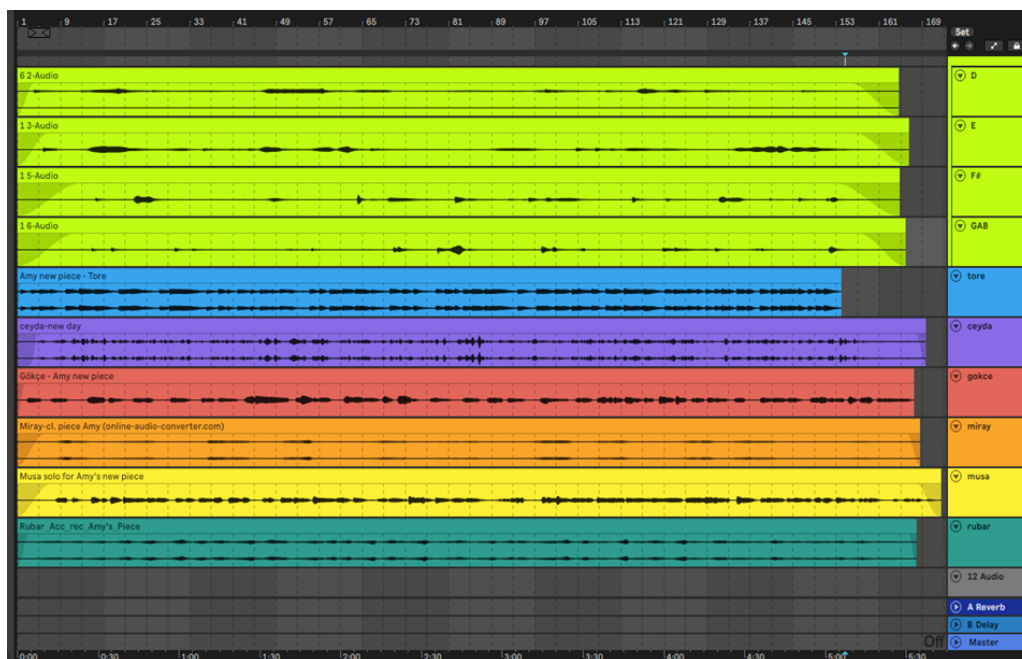 1 9 17 25 33 41 49 57 65 73 81 89 97 105 113 121 129 137 145 153 161 169
Set
6 2-Audio
D
1 3-Audio
E
1 5-Audio
F#
1 6-Audio
GAB
Amy new piece - Tore
tore
ceyda-new day
ceyda
Gökçe - Amy new piece
gokce
Miray-cl. piece Amy (online-audio-converter.com)
miray
Musa solo for Amy's new piece
musa
Rubar_Acc_rec_Amy's_Piece
rubar
12 Audio
A Reverb
B Delay
Off
Master
0:00 0:30 1:00 1:30 2:00 2:30 3:00 3:30 4:00 4:30 5:00 5:30